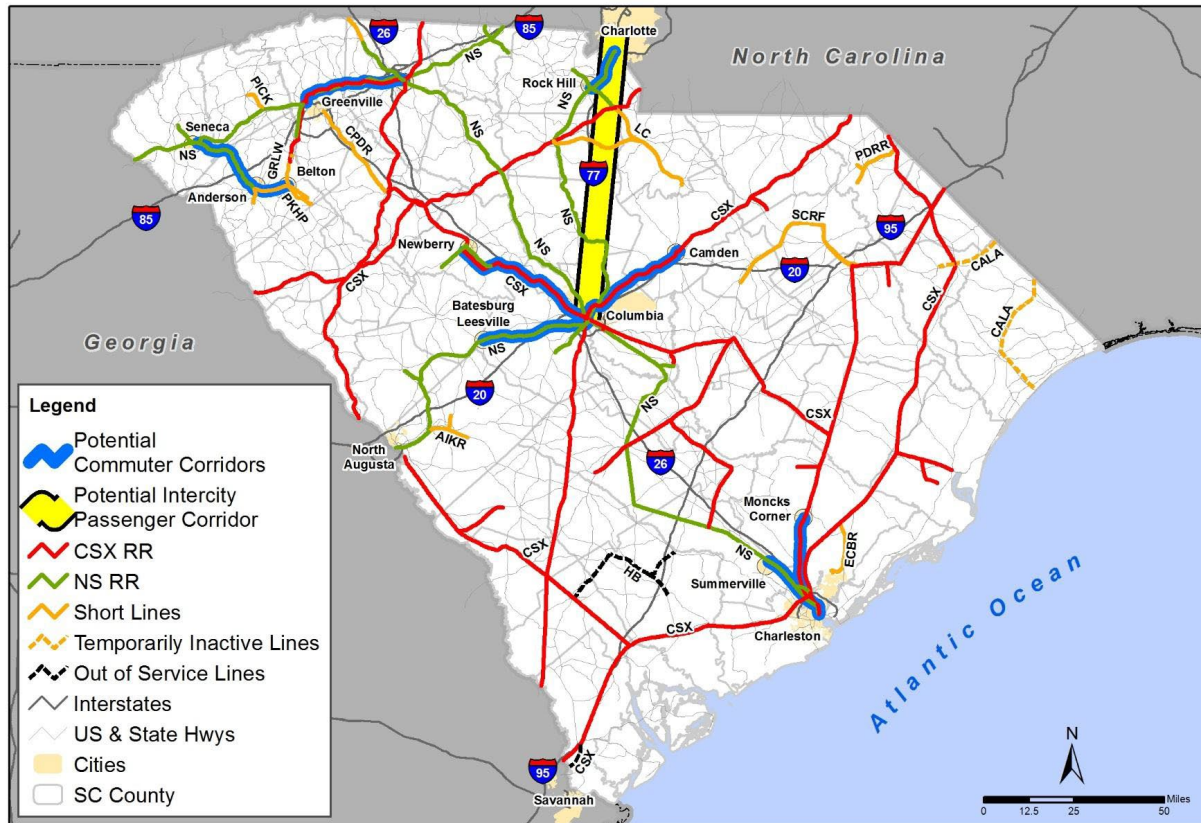 Charlotte
26
85
North Carolina
NS
Rock Hill
PICK
Greenville
NS
LC
Seneca
CPDR
NS
PDRR
NS
GRLW
Belton
77
Anderson
PKHP
CSX
SCRF
85
NS
95
Newberry
NS
Camden
CSX
CSX
20
CALA
Batesburg
Leesville
Columbia
CSX
CALA
Georgia
NS
20
NS
CSX
North
Augusta
AIKR
26
Moncks
Corner
CSX
HB
NS
ECBR
Summerville
CSX
Charleston
Atlantic Ocean
CSX
95
Savannah
Legend
Potential
Commuter Corridors
Potential Intercity
Passenger Corridor
CSX RR
NS RR
Short Lines
Temporarily Inactive Lines
Out of Service Lines
Interstates
US & State Hwys
Cities
SC County
N
Miles
0 12.5 25 50